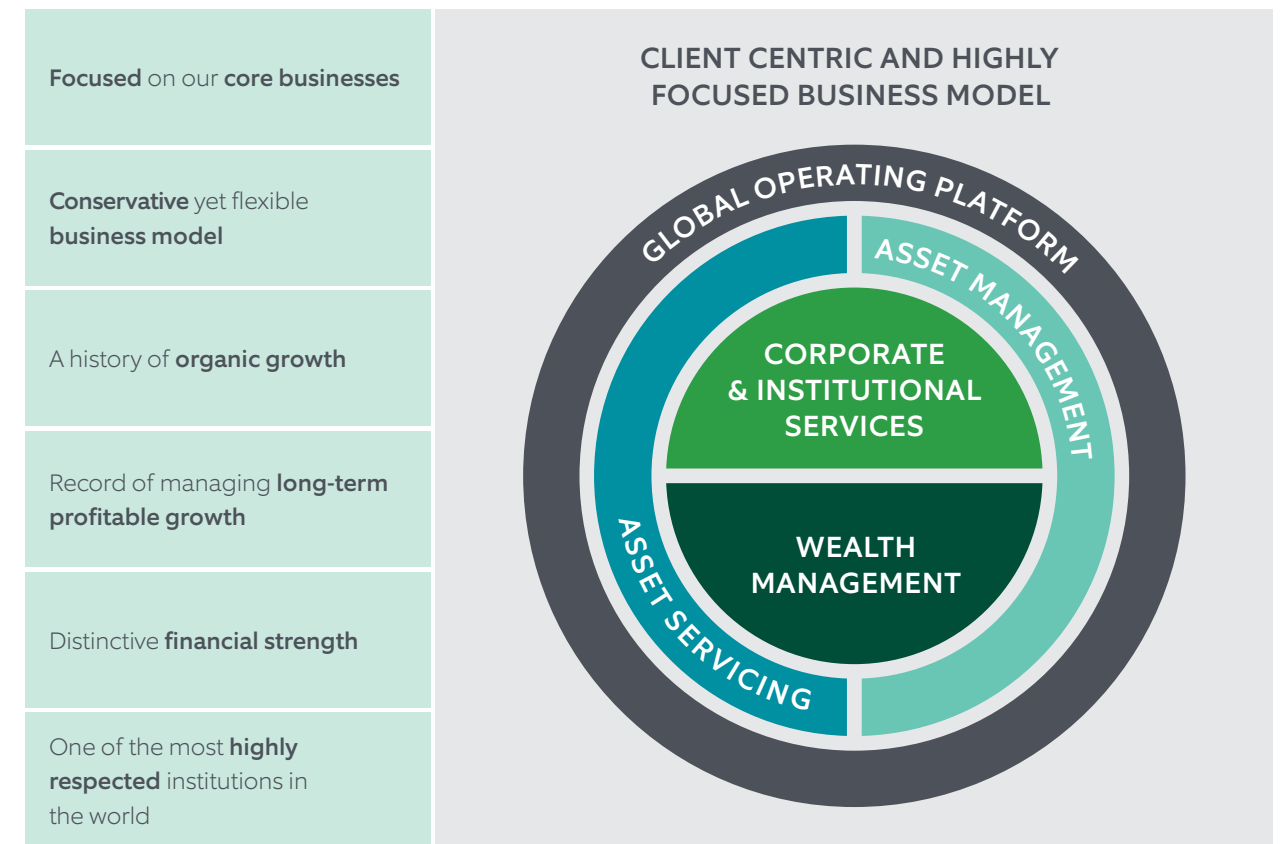 Focused on our core businesses
Conservative yet flexible
business model
A history of organic growth
Record of managing long-term
profitable growth
Distinctive financial strength
One of the most highly
respected institutions in
the world
CLIENT CENTRIC AND HIGHLY
FOCUSED BUSINESS MODEL
GLOBAL OPERATING PLATFORM
ASSET MANAGEMENT
CORPORATE
& INSTITUTIONAL
SERVICES
WEALTH
MANAGEMENT
ASSET SERVICING